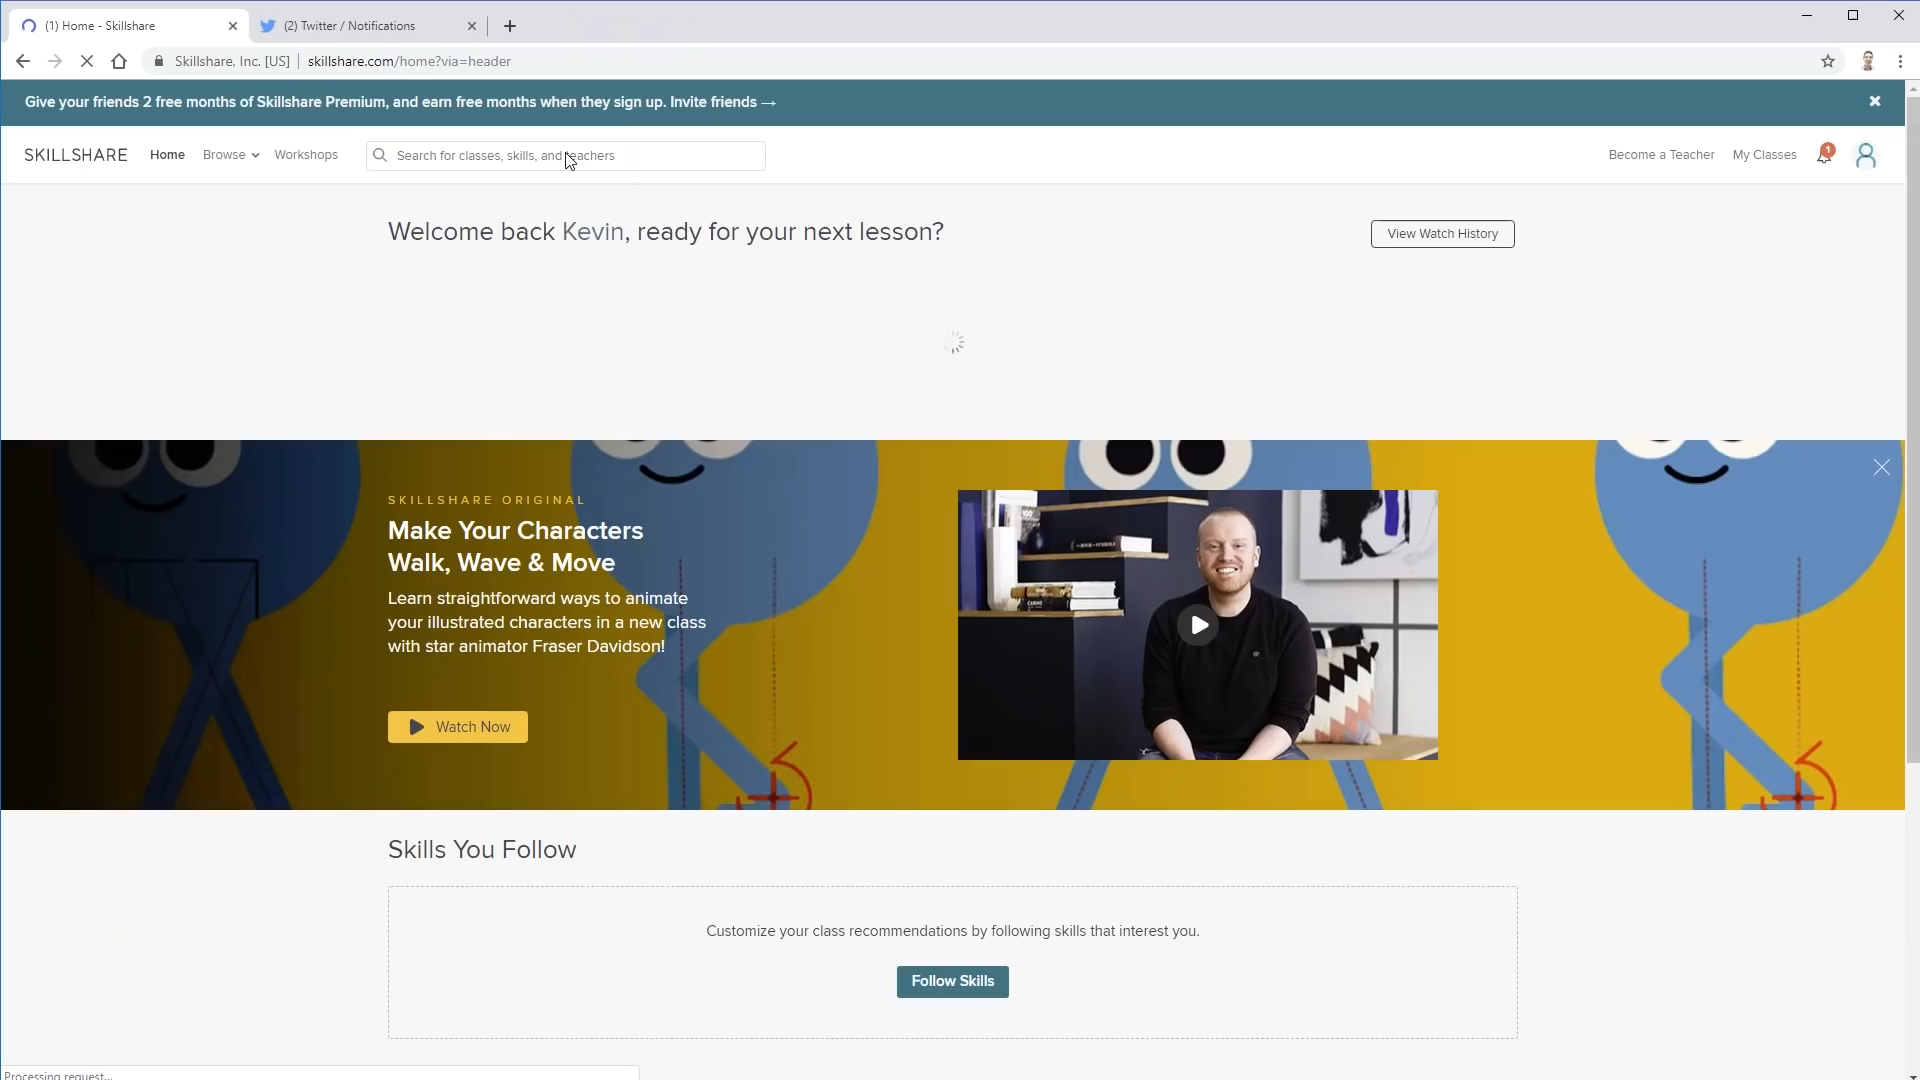 (1) Home - Skillshare
(2) Twitter / Notifications
Skillshare, Inc. [US] | skillshare.com/home?via=header
Give your friends 2 free months of Skillshare Premium, and earn free months when they sign up. Invite friends →
SKILLSHARE Home Browse Workshops Search for classes, skills, and teachers Become a Teacher My Classes 1
Welcome back Kevin, ready for your next lesson?
View Watch History
SKILLSHARE ORIGINAL
Make Your Characters
Walk, Wave & Move
Learn straightforward ways to animate
your illustrated characters in a new class
with star animator Fraser Davidson!
Watch Now
Skills You Follow
Customize your class recommendations by following skills that interest you.
Follow Skills
Processing request...